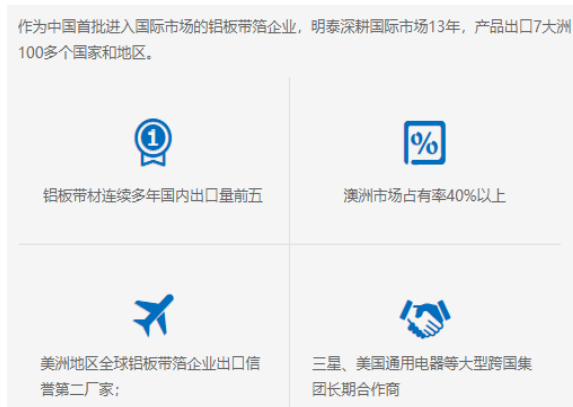 作为中国首批进入国际市场的铝板带箔企业，明泰深耕国际市场13年，产品出口7大洲
100多个国家和地区。
1
%
铝板带材连续多年国内出口量前五
澳洲市场占有率40%以上
美洲地区全球铝板带箔企业出口信
誉第二厂家；
三星、美国通用电器等大型跨国集
团长期合作商